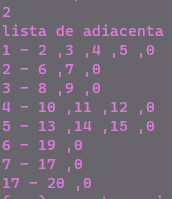 2
lista de adiacenta
1 - 2 ,3 ,4 ,5 ,0
2 - 6 ,7 ,0
3 - 8 ,9 ,0
4 - 10 ,11 ,12 ,0
5 - 13 ,14 ,15 ,0
6 - 19 ,0
7 - 17 ,0
17 - 20 ,0